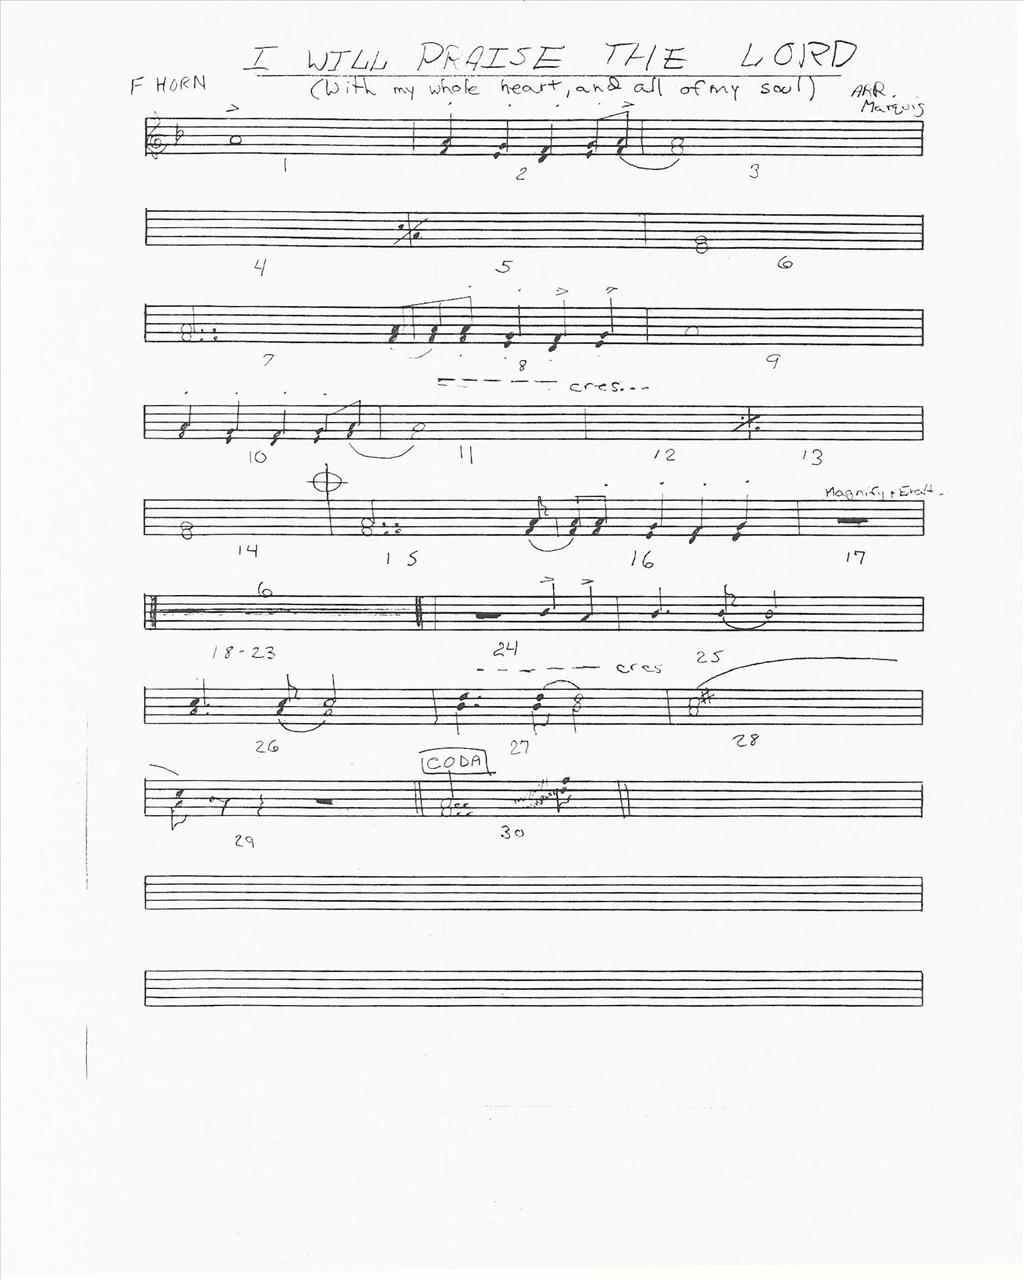 I WILL PRAISE THE LORD
F HORN
(With my whole heart, and all of my soul)
ARR. Marquis
1 2 3
4 5 6
7 8 9
cres...
10 11 12 13
Magnify + Exalt
14 15 16 17
6
18-23 24 25
cres
26 27 28
CODA
29 30